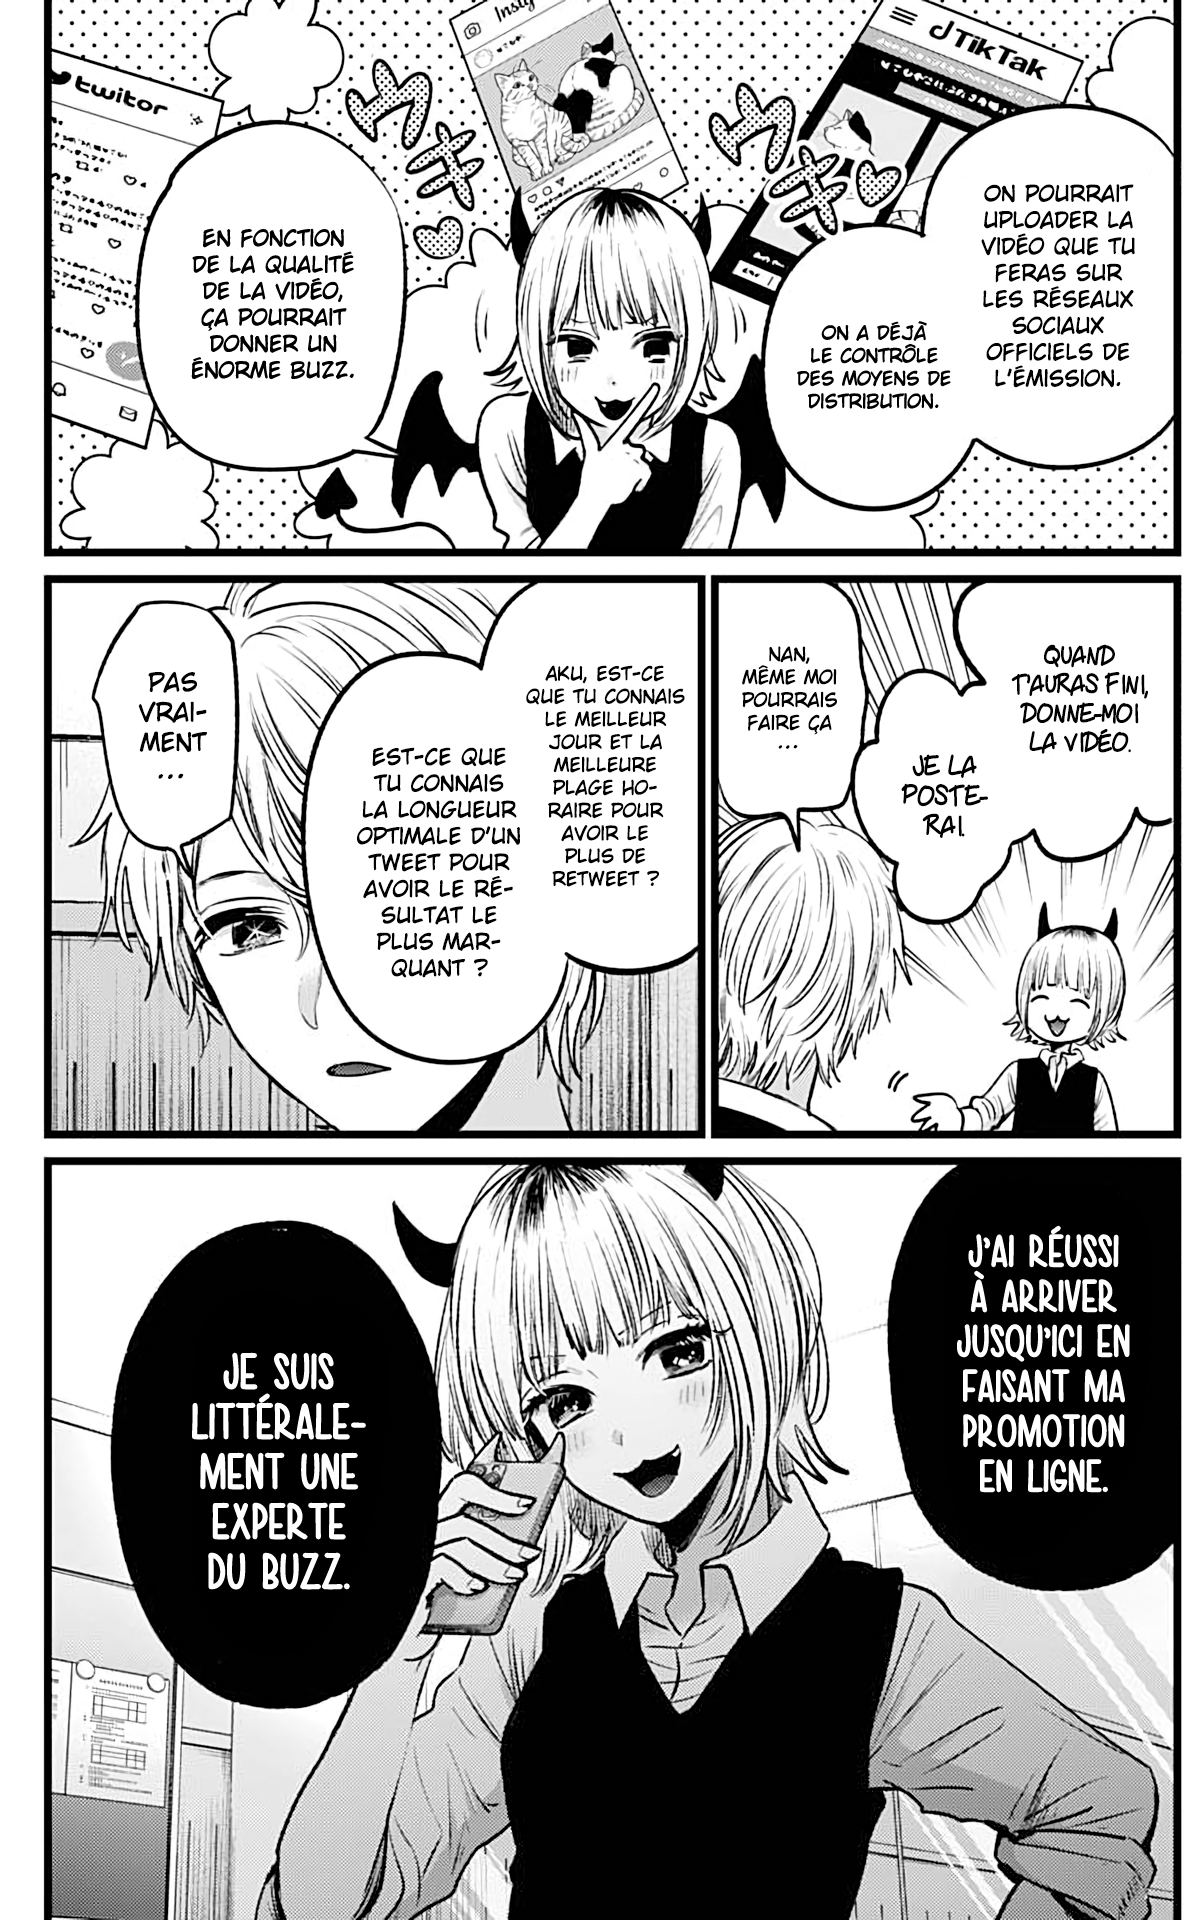 ON POURRAIT
UPLOADER LA
VIDÉO QUE TU
FERAS SUR
LES RÉSEAUX
SOCIAUX
OFFICIELS DE
L'ÉMISSION.
ON A DÉJÀ
LE CONTRÔLE
DES MOYENS DE
DISTRIBUTION.
TikTak
Insty
ウキ
ウキ
twitor
EN FONCTION
DE LA QUALITÉ
DE LA VIDÉO,
ÇA POURRAIT
DONNER UN
ÉNORME BUZZ.
QUAND
T'AURAS FINI,
DONNE-MOI
LA VIDÉO.
JE LA
POSTE-
RAI.
NAN,
MÊME MOI
POURRAIS
FAIRE ÇA
...
AKU, EST-CE
QUE TU CONNAIS
LE MEILLEUR
JOUR ET LA
MEILLEURE
PLAGE HO-
RAIRE POUR
AVOIR LE
PLUS DE
RETWEET ?
EST-CE QUE
TU CONNAIS
LA LONGUEUR
OPTIMALE D'UN
TWEET POUR
AVOIR LE RÉ-
SULTAT LE
PLUS MAR-
QUANT ?
PAS
VRAI-
MENT
...
J'AI RÉUSSI
À ARRIVER
JUSQU'ICI EN
FAISANT MA
PROMOTION
EN LIGNE.
JE SUIS
LITTÉRALE-
MENT UNE
EXPERTE
DU BUZZ.